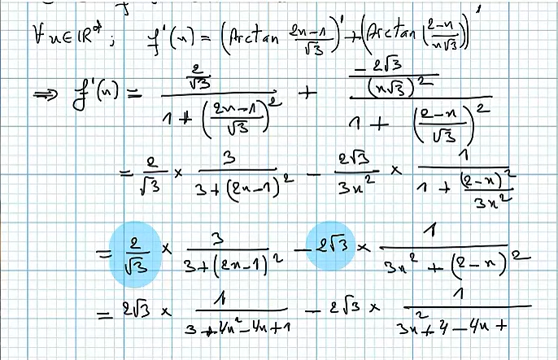 ∀x∈ℝ*; f'(x) = (Arctan (2x-1)/√3)' + (Arctan ((2-x)/(x√3)))'
⟹ f'(x) = (2/√3)/(1+((2x-1)/√3)²) + (-2√3/(x√3)²)/(1+((2-x)/√3)²)
= 2/√3 × 3/(3+(2x-1)²) - 2√3/3x² × 1/(1+(2-x)²/3x²)
= 2/√3 × 3/(3+(2x-1)²) - 2√3 × 1/(3x²+(2-x)²)
= 2√3 × 1/(3+4x²-4x+1) - 2√3 × 1/(3x²+4-4x+